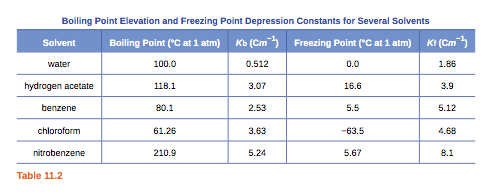 Boiling Point Elevation and Freezing Point Depression Constants for Several Solvents
Solvent Boiling Point (°C at 1 atm) Kb (Cm⁻¹) Freezing Point (°C at 1 atm) Kf (Cm⁻¹)
water 100.0 0.512 0.0 1.86
hydrogen acetate 118.1 3.07 16.6 3.9
benzene 80.1 2.53 5.5 5.12
chloroform 61.26 3.63 −63.5 4.68
nitrobenzene 210.9 5.24 5.67 8.1
Table 11.2